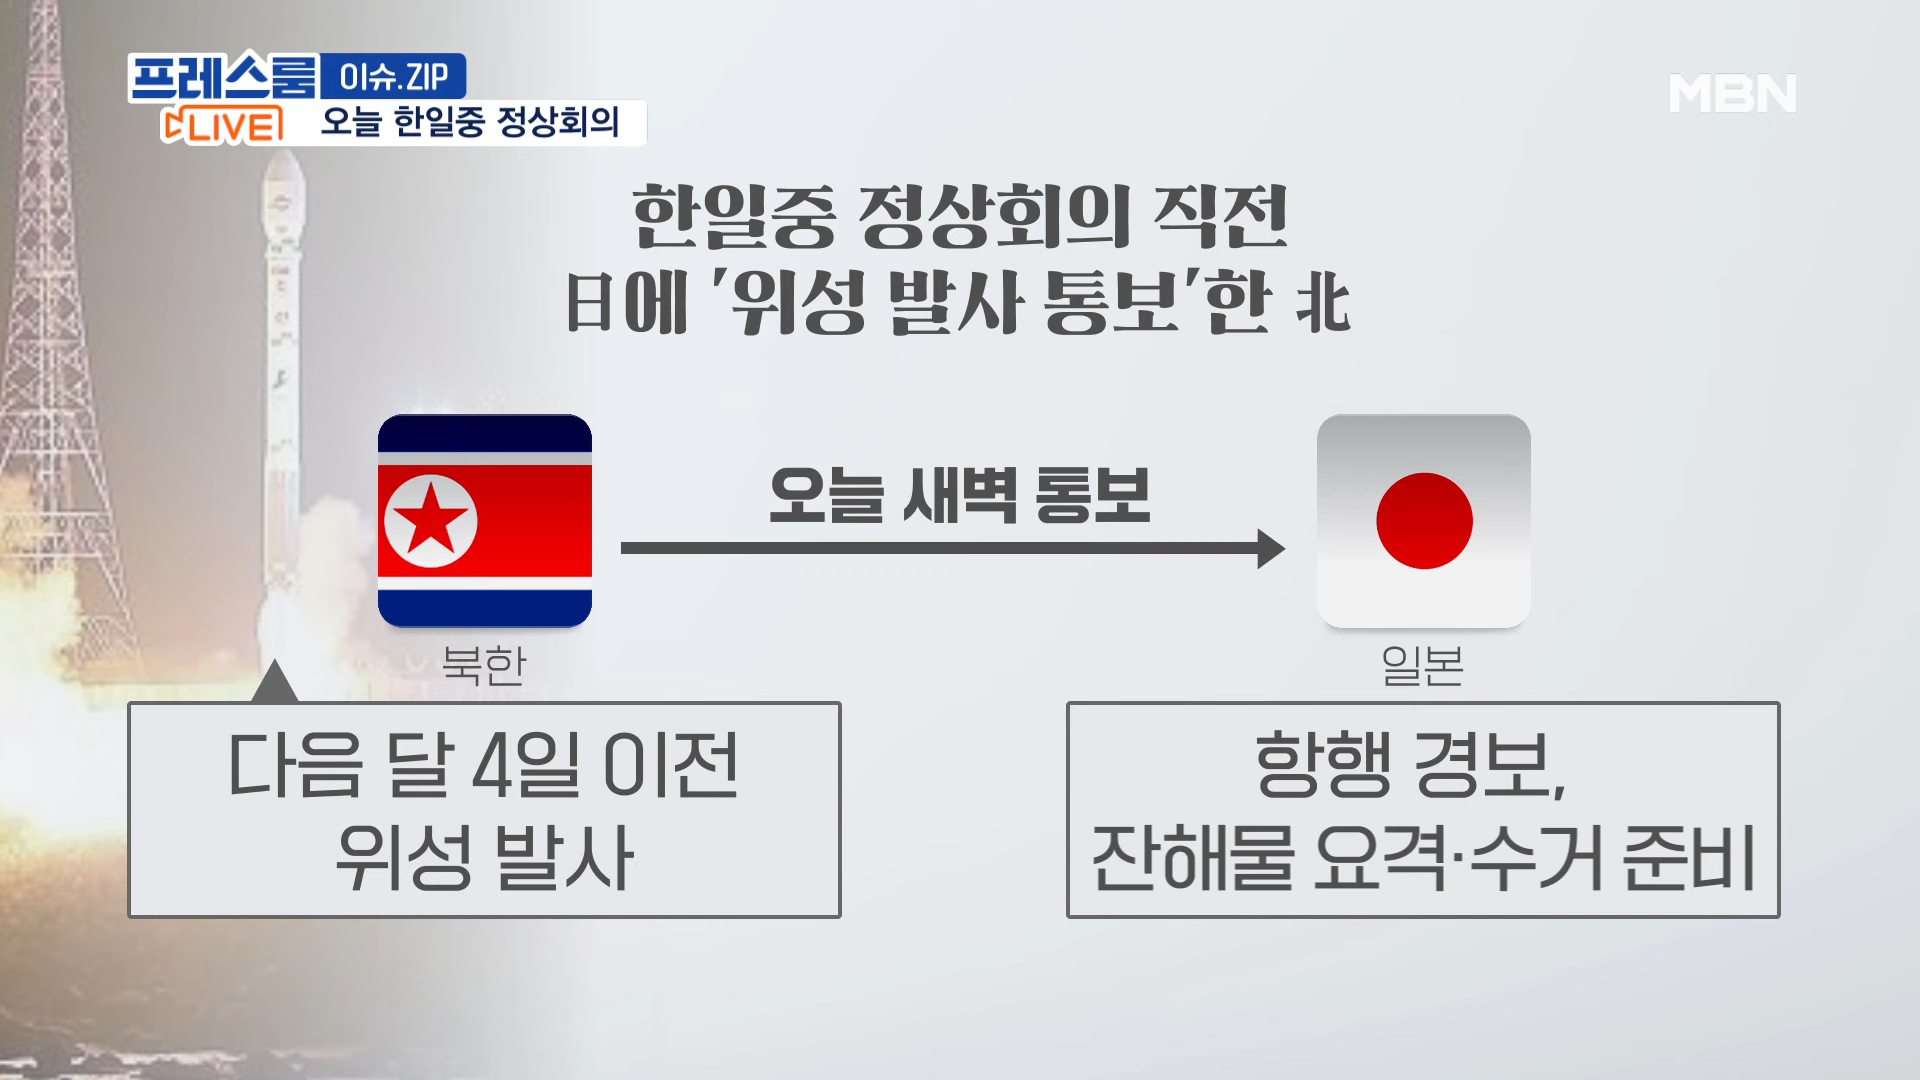 프레스룸 이슈.ZIP
LIVE 오늘 한일중 정상회의
MBN
한일중 정상회의 직전
日에 '위성 발사 통보'한 北
오늘 새벽 통보
북한
일본
다음 달 4일 이전
위성 발사
항행 경보,
잔해물 요격·수거 준비